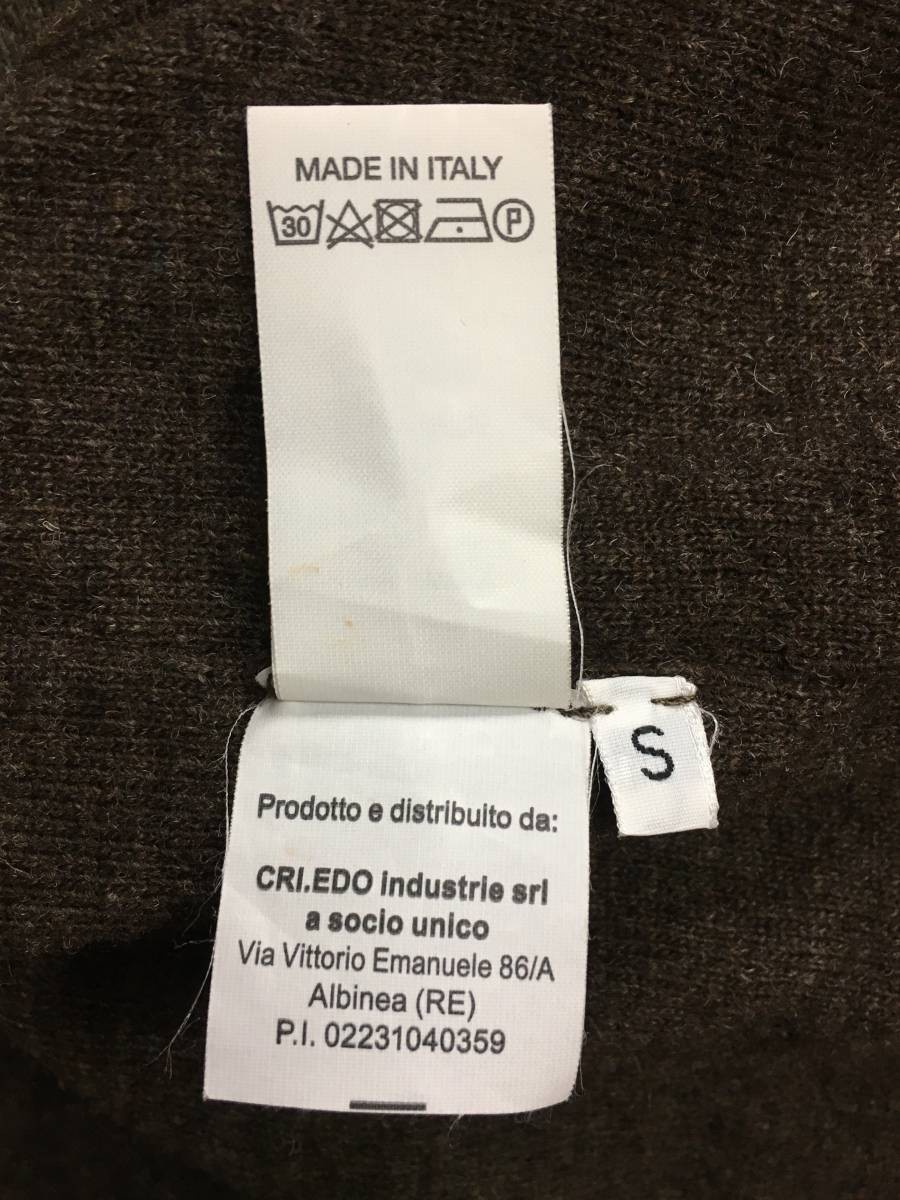 MADE IN ITALY
30 P
S
Prodotto e distribuito da:
CRI.EDO industrie srl
a socio unico
Via Vittorio Emanuele 86/A
Albinea (RE)
P.I. 02231040359